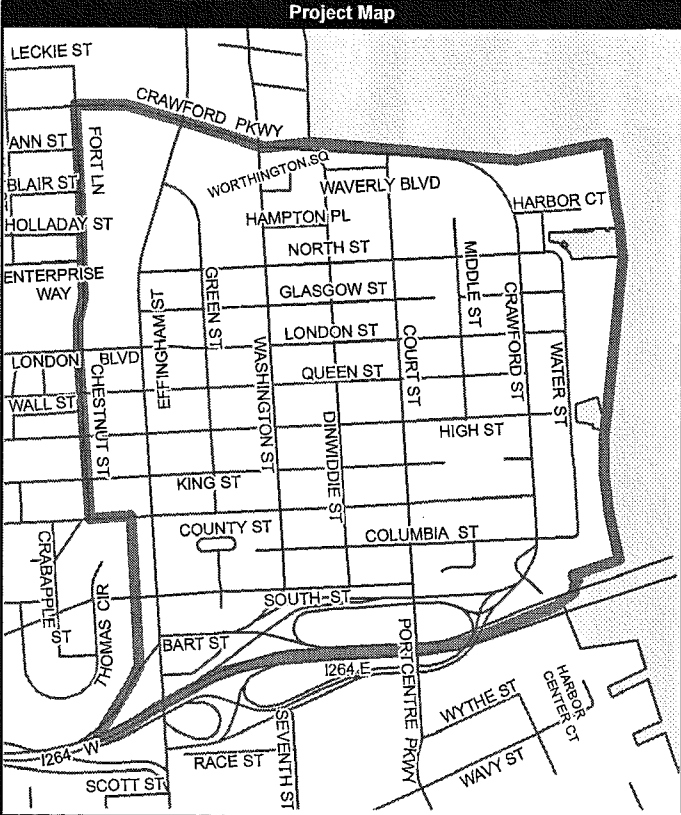 Project Map
LECKIE ST
CRAWFORD PKWY
ANN ST
FORT LN
BLAIR ST
WORTHINGTON SQ
WAVERLY BLVD
HOLLADAY ST
HAMPTON PL
HARBOR CT
NORTH ST
ENTERPRISE
WAY
GREEN ST
GLASGOW ST
MIDDLE ST
CRAWFORD ST
EFFINGHAM ST
LONDON ST
LONDON BLVD
WASHINGTON ST
COURT ST
WATER ST
QUEEN ST
WALL ST
CHESTNUT ST
DINWIDDIE ST
HIGH ST
KING ST
COUNTY ST
COLUMBIA ST
CRABAPPLE ST
THOMAS CIR
SOUTH ST
BART ST
PORTCENTRE PKWY
I264 E
I264 W
SEVENTH ST
WYTHE ST
HARBOR
CENTER CT
RACE ST
WAVY ST
SCOTT ST